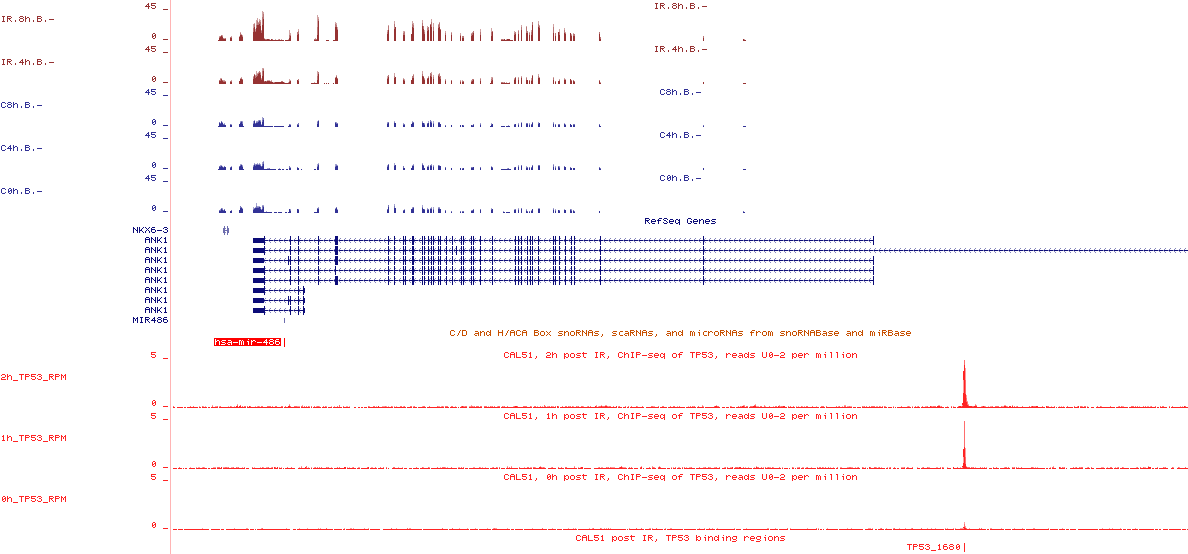 45 _ IR.8h.B.-
IR.8h.B.-
0 _
45 _ IR.4h.B.-
IR.4h.B.-
0 _
45 _ C8h.B.-
C8h.B.-
0 _
45 _ C4h.B.-
C4h.B.-
0 _
45 _ C0h.B.-
C0h.B.-
0 _
RefSeq Genes
NKX6-3
ANK1
ANK1
ANK1
ANK1
ANK1
ANK1
ANK1
ANK1
MIR486
C/D and H/ACA Box snoRNAs, scaRNAs, and microRNAs from snoRNABase and miRBase
hsa-mir-486
5 _ CAL51, 2h post IR, ChIP-seq of TP53, reads U0-2 per million
2h_TP53_RPM
0 _
5 _ CAL51, 1h post IR, ChIP-seq of TP53, reads U0-2 per million
1h_TP53_RPM
0 _
5 _ CAL51, 0h post IR, ChIP-seq of TP53, reads U0-2 per million
0h_TP53_RPM
0 _
CAL51 post IR, TP53 binding regions
TP53_1680